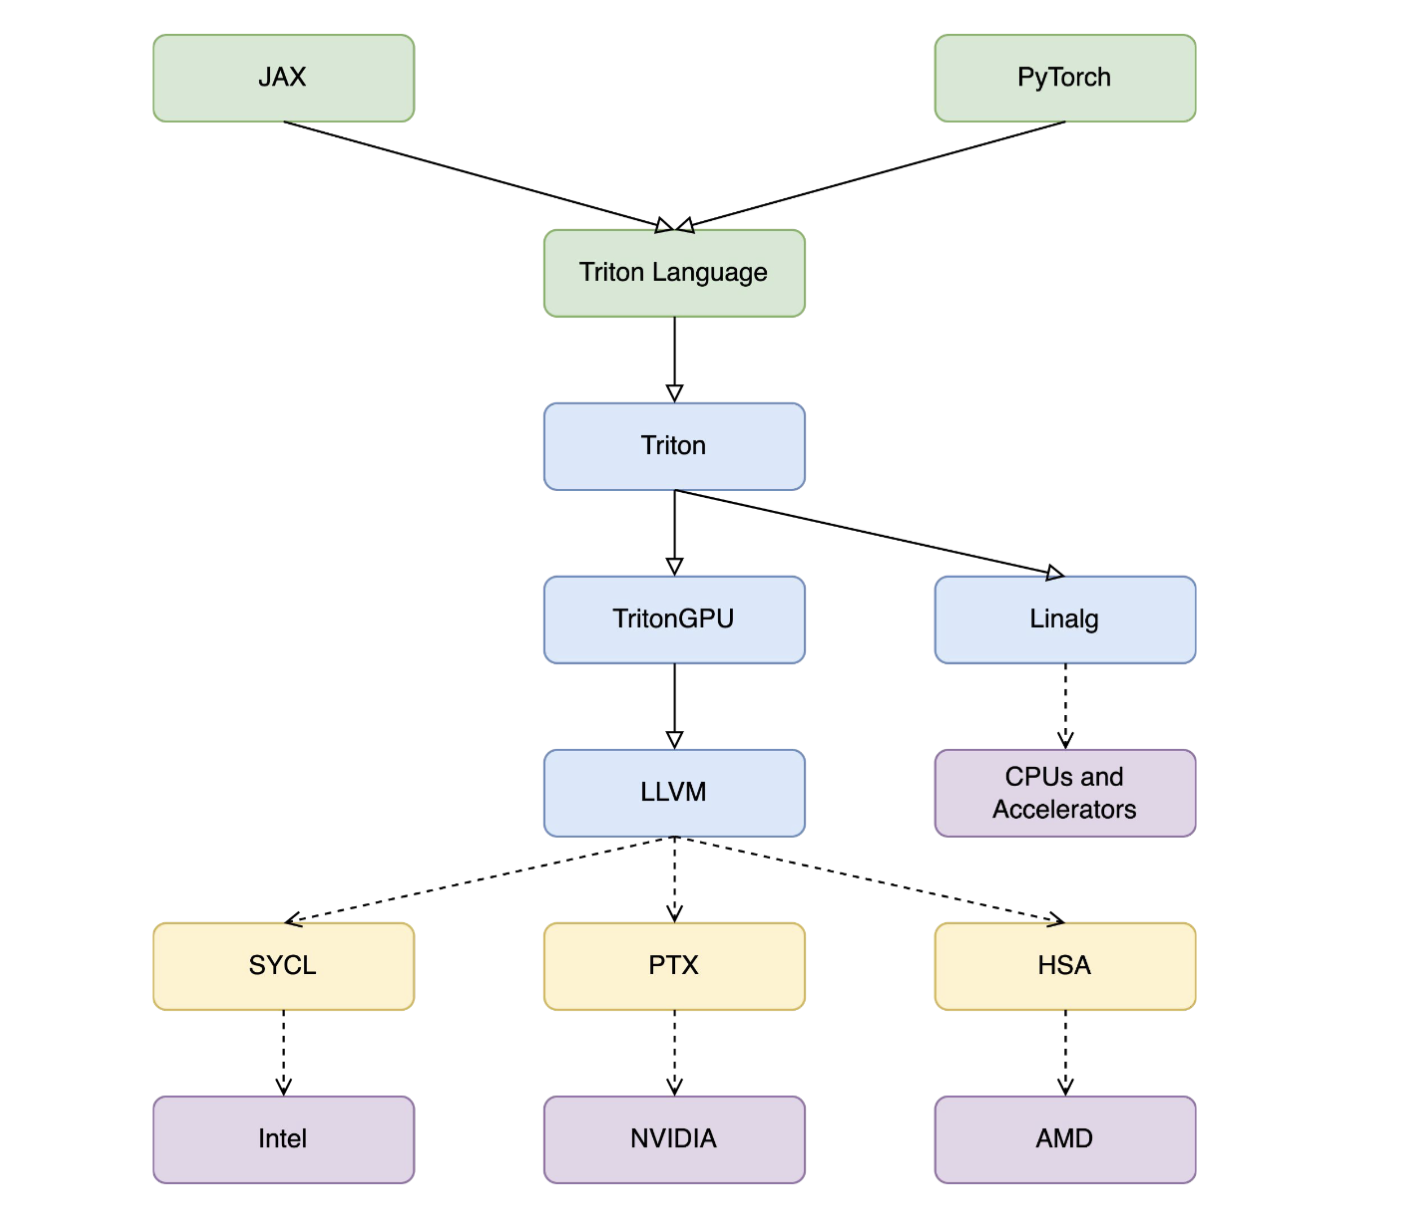 JAX
PyTorch
Triton Language
Triton
TritonGPU
Linalg
LLVM
CPUs and
Accelerators
SYCL
PTX
HSA
Intel
NVIDIA
AMD